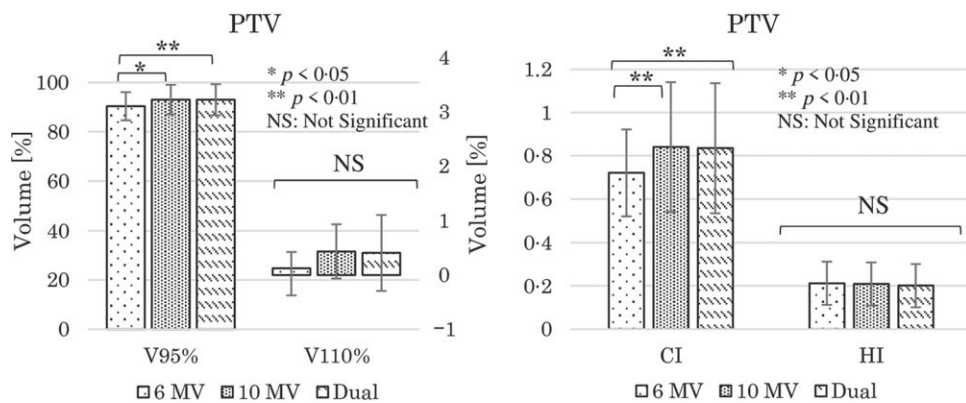 PTV
**
*
* p < 0·05
** p < 0·01
NS: Not Significant
NS
Volume [%]
100
80
60
40
20
0
4
3
2
1
0
−1
Volume [%]
V95%
V110%
6 MV
10 MV
Dual
PTV
**
**
* p < 0·05
** p < 0·01
NS: Not Significant
NS
1·2
1
0·8
0·6
0·4
0·2
0
CI
HI
6 MV
10 MV
Dual